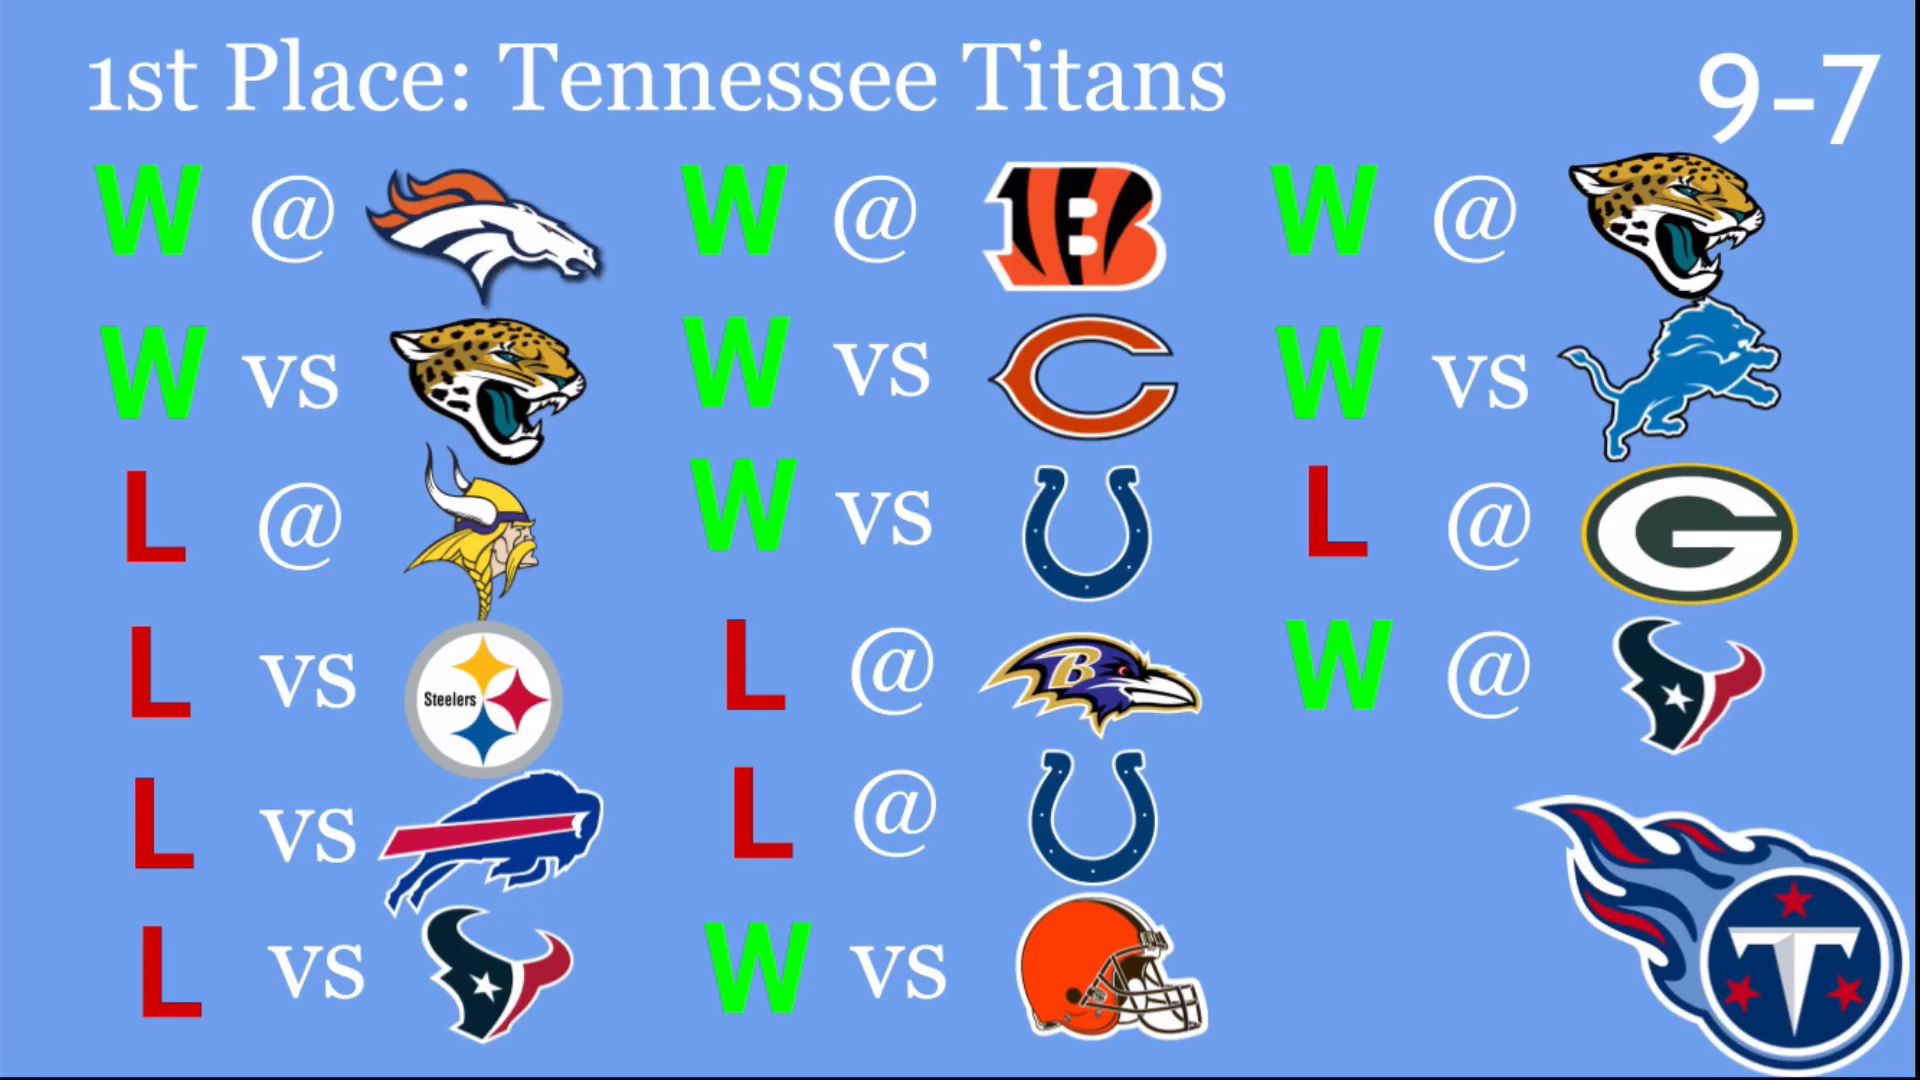 1st Place: Tennessee Titans 9-7
W @ W @ B W @
W vs W vs C W vs
L @ W vs L @ G
L vs Steelers L @ B W @
L vs L @
L vs W vs T